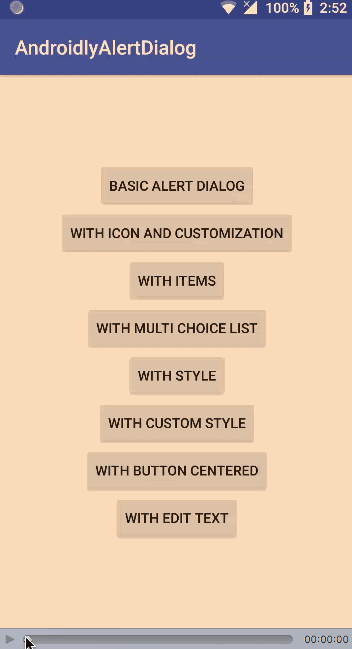 100% 2:52
AndroidlyAlertDialog
BASIC ALERT DIALOG
WITH ICON AND CUSTOMIZATION
WITH ITEMS
WITH MULTI CHOICE LIST
WITH STYLE
WITH CUSTOM STYLE
WITH BUTTON CENTERED
WITH EDIT TEXT
00:00:00